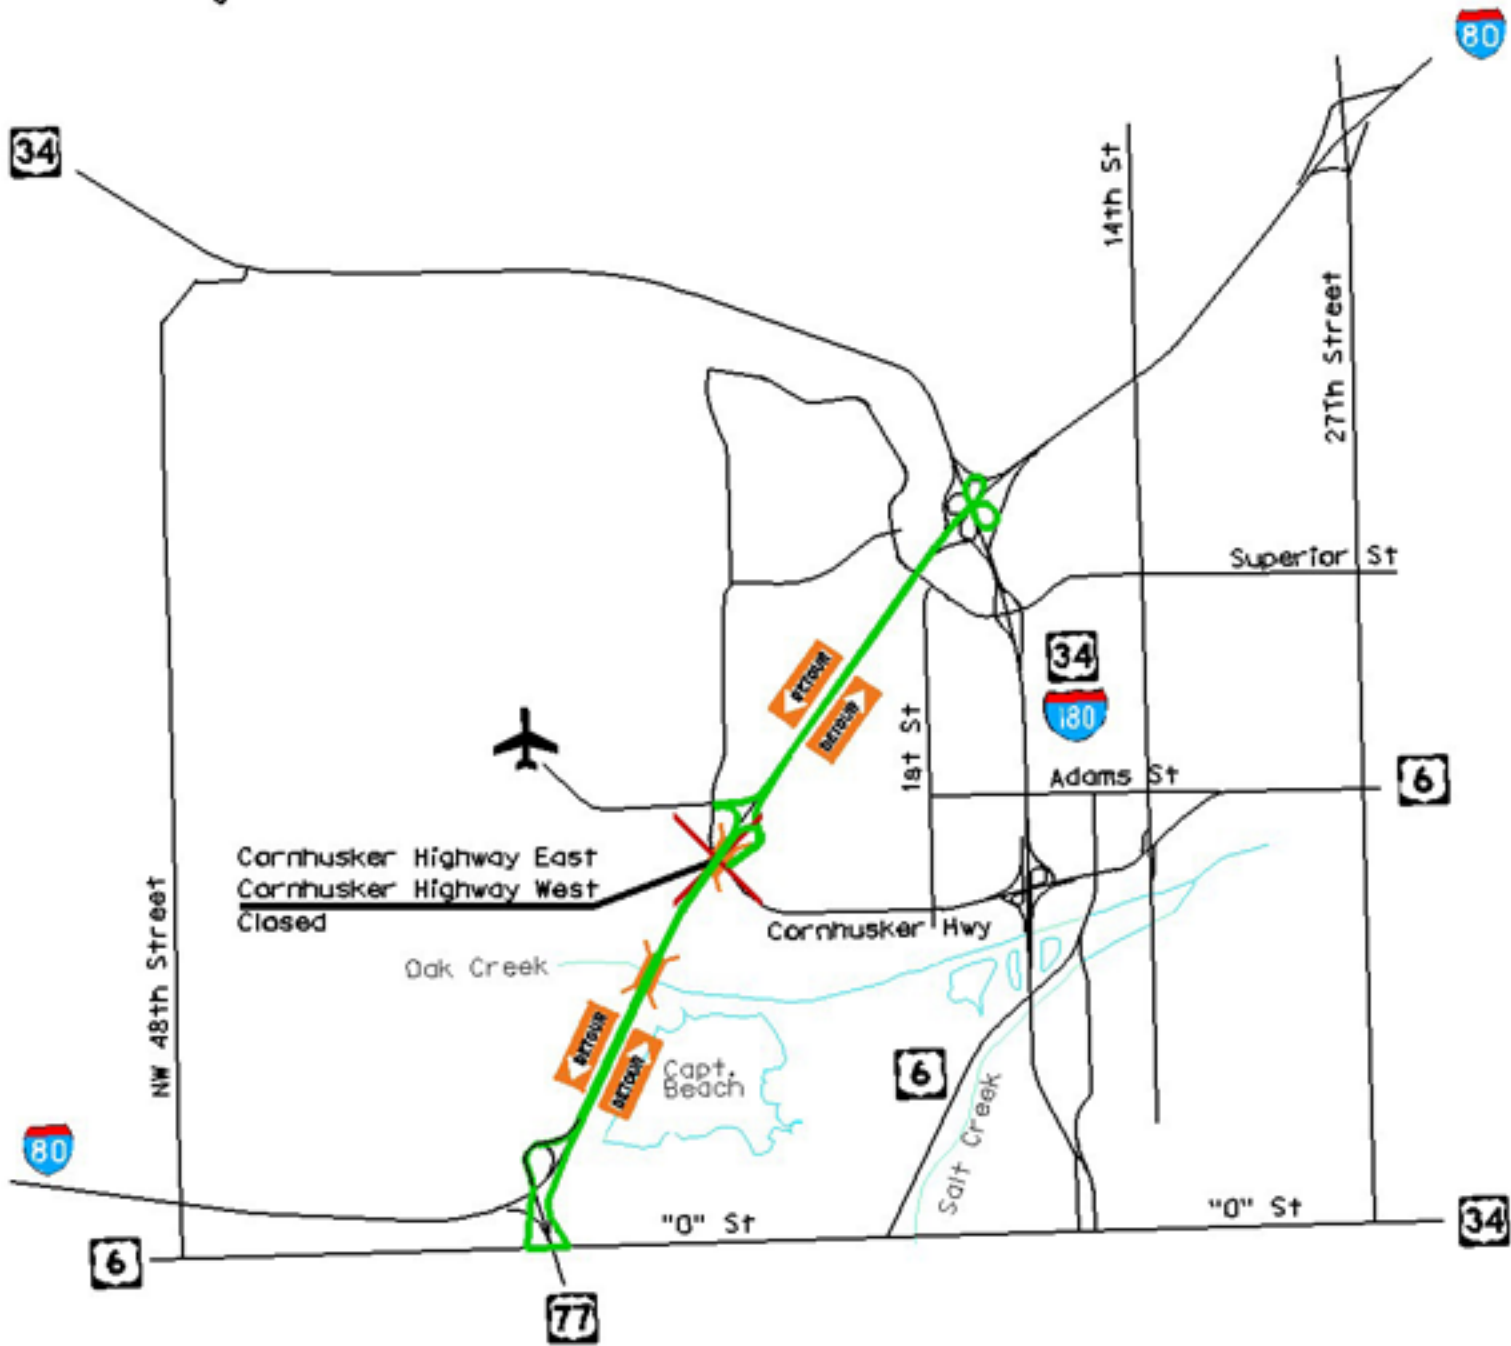 80
34
14th St
27Th Street
Superior St
34
180
DETOUR
DETOUR
1st St
Adams St
6
Cornhusker Highway East
Cornhusker Highway West
Closed
Cornhusker Hwy
NW 48th Street
Oak Creek
DETOUR
DETOUR
Capt.
Beach
6
Salt Creek
80
"O" St
"O" St
34
6
77